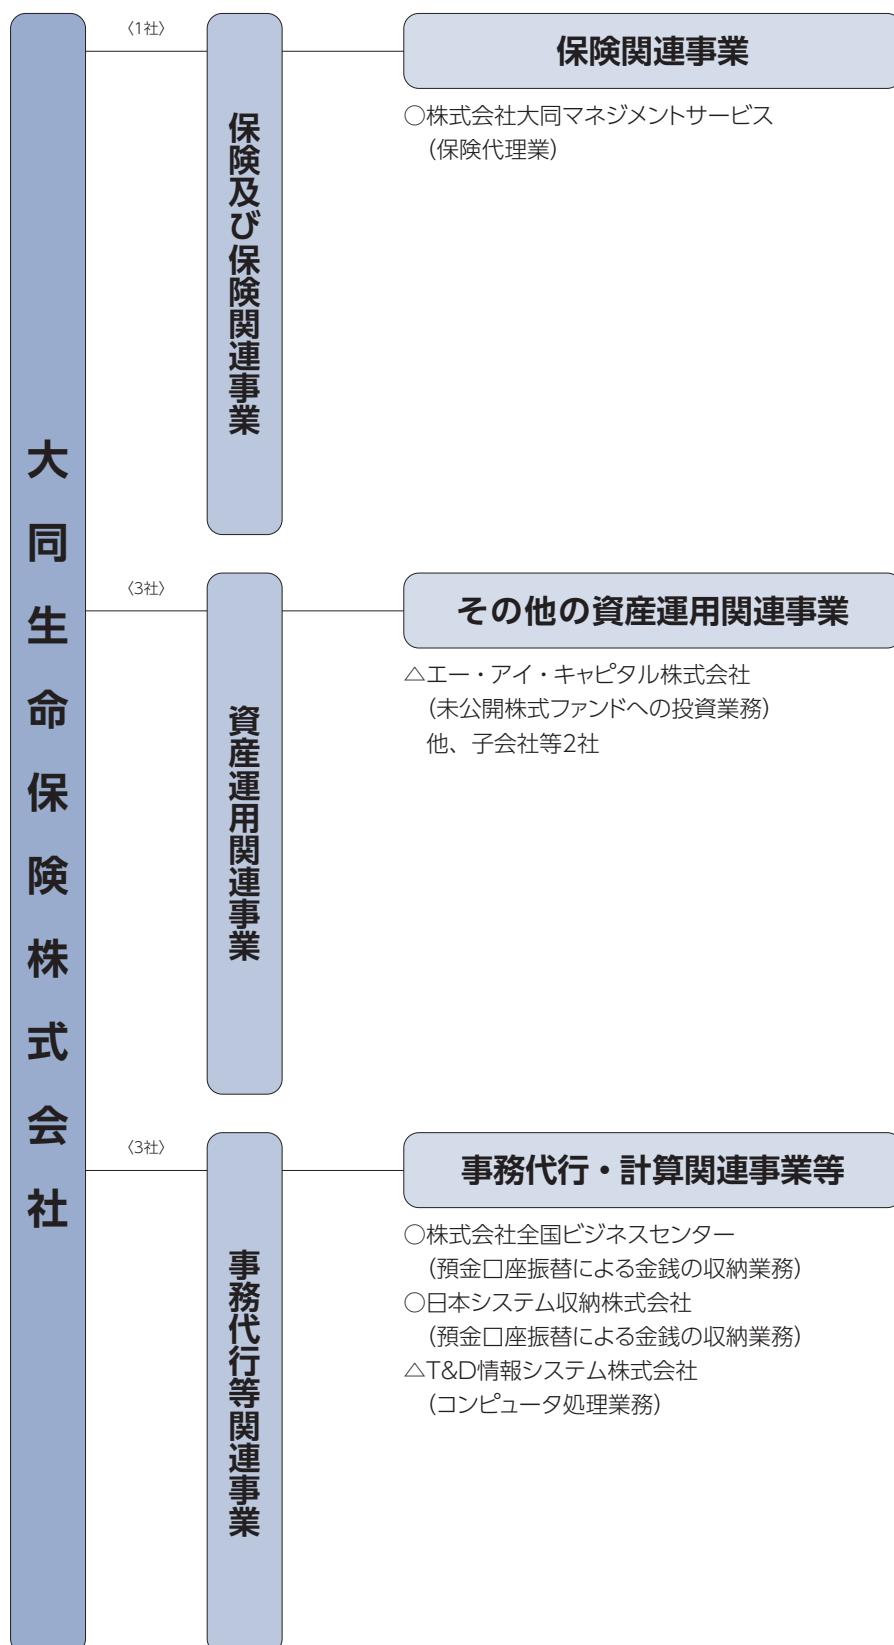 大同生命保険株式会社
〈1社〉
保険及び保険関連事業
保険関連事業
○株式会社大同マネジメントサービス
(保険代理業)
〈3社〉
資産運用関連事業
その他の資産運用関連事業
△エー・アイ・キャピタル株式会社
(未公開株式ファンドへの投資業務)
他、子会社等2社
〈3社〉
事務代行等関連事業
事務代行・計算関連事業等
○株式会社全国ビジネスセンター
(預金口座振替による金銭の収納業務)
○日本システム収納株式会社
(預金口座振替による金銭の収納業務)
△T&D情報システム株式会社
(コンピュータ処理業務)